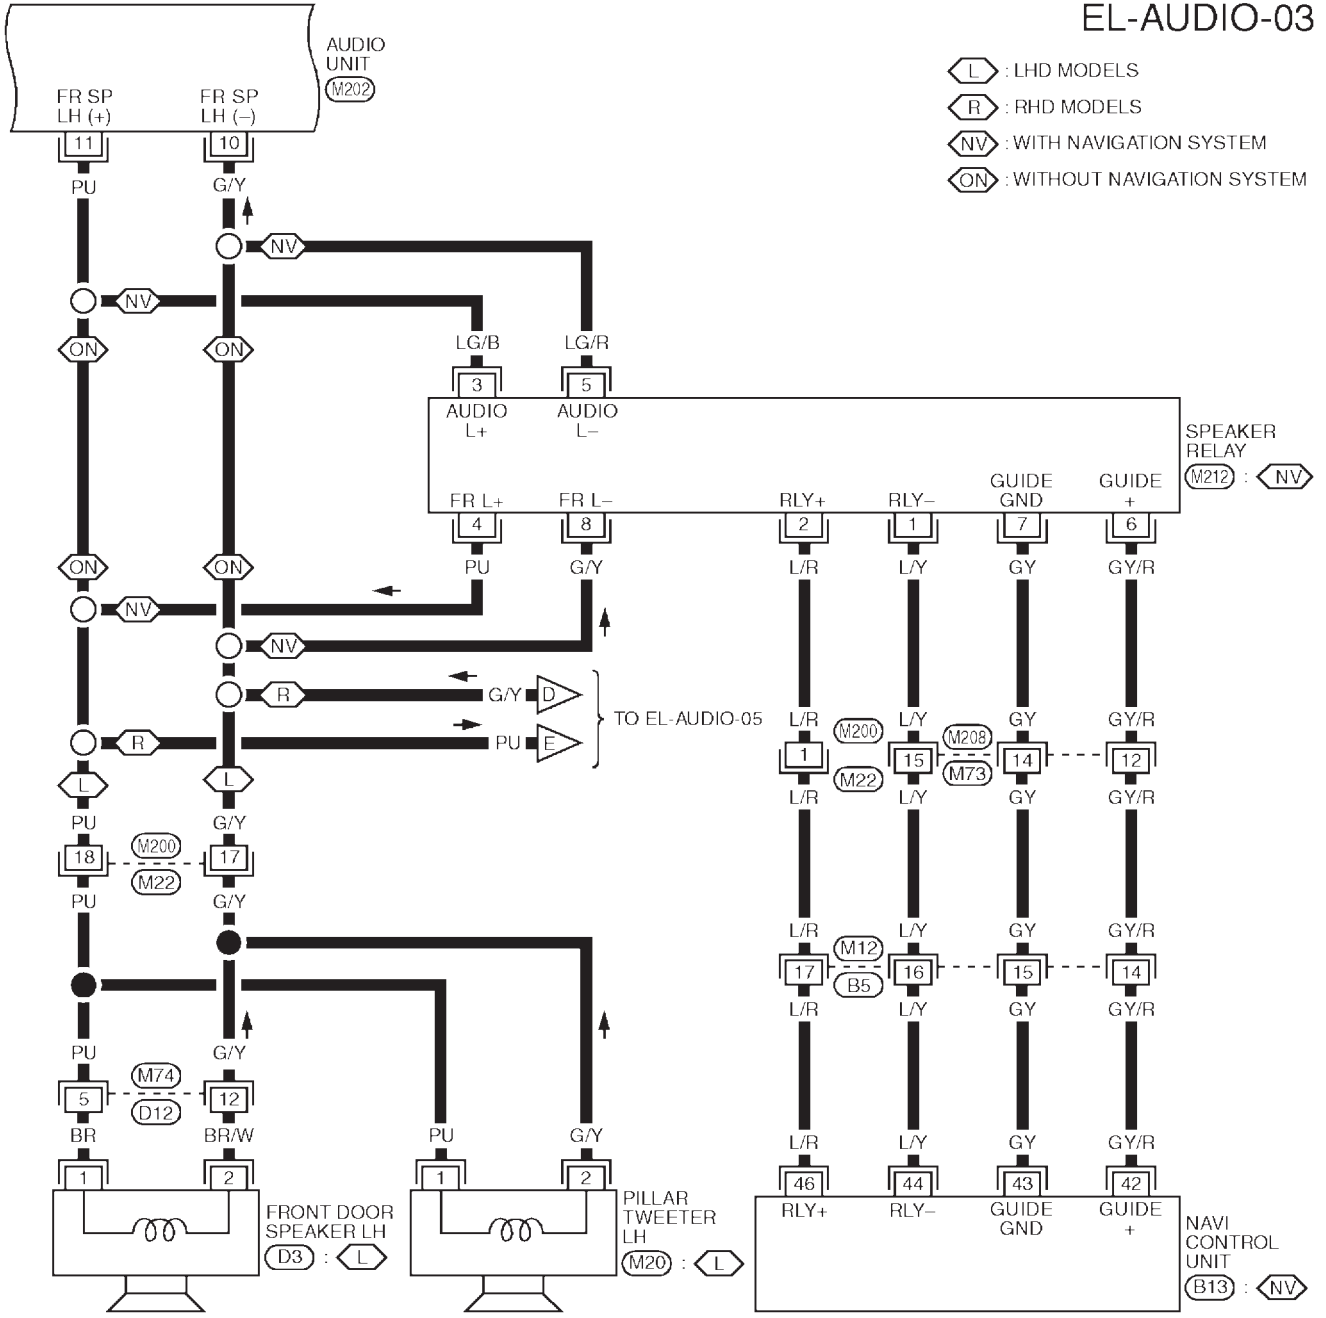 EL-AUDIO-03
AUDIO
UNIT
M202
FR SP
LH (+)
FR SP
LH (–)
11
10
PU
G/Y
L : LHD MODELS
R : RHD MODELS
NV : WITH NAVIGATION SYSTEM
ON : WITHOUT NAVIGATION SYSTEM
NV
NV
ON
ON
LG/B
LG/R
3
5
AUDIO
L+
AUDIO
L–
SPEAKER
RELAY
M212 : NV
FR L+
FR L–
RLY+
RLY–
GUIDE
GND
GUIDE
+
4
8
2
1
7
6
ON
ON
PU
G/Y
L/R
L/Y
GY
GY/R
NV
NV
R
G/Y
D
R
PU
E
TO EL-AUDIO-05
L/R
M200
L/Y
M208
GY
GY/R
1
15
14
12
M22
M73
L/R
L/Y
GY
GY/R
L
L
PU
G/Y
18
M200
17
M22
PU
G/Y
L/R
L/Y
GY
GY/R
M12
17
16
15
14
B5
L/R
L/Y
GY
GY/R
PU
G/Y
M74
5
12
D12
BR
BR/W
PU
G/Y
L/R
L/Y
GY
GY/R
1
2
1
2
46
44
43
42
RLY+
RLY–
GUIDE
GND
GUIDE
+
FRONT DOOR
SPEAKER LH
D3 : L
PILLAR
TWEETER
LH
M20 : L
NAVI
CONTROL
UNIT
B13 : NV